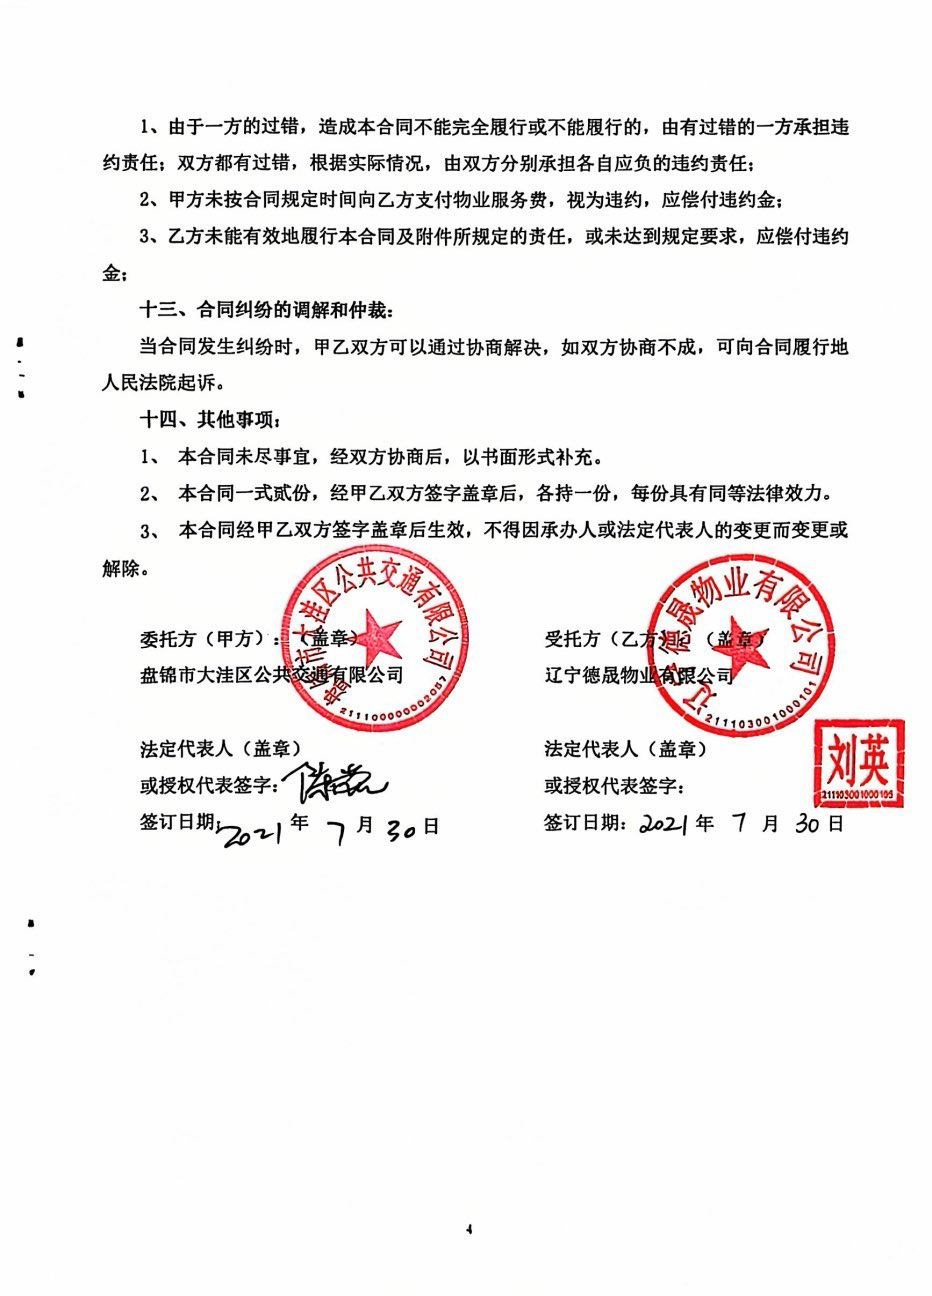 1、由于一方的过错，造成本合同不能完全履行或不能履行的，由有过错的一方承担违
约责任；双方都有过错，根据实际情况，由双方分别承担各自应负的违约责任；
2、甲方未按合同规定时间向乙方支付物业服务费，视为违约，应偿付违约金；
3、乙方未能有效地履行本合同及附件所规定的责任，或未达到规定要求，应偿付违约
金；
十三、合同纠纷的调解和仲裁：
当合同发生纠纷时，甲乙双方可以通过协商解决，如双方协商不成，可向合同履行地
人民法院起诉。
十四、其他事项：
1、 本合同未尽事宜，经双方协商后，以书面形式补充。
2、 本合同一式贰份，经甲乙双方签字盖章后，各持一份，每份具有同等法律效力。
3、 本合同经甲乙双方签字盖章后生效，不得因承办人或法定代表人的变更而变更或
解除。
委托方（甲方）：（盖章）
盘锦市大洼区公共交通有限公司
盘锦市大洼区公共交通有限公司
211100000002057
法定代表人（盖章）
或授权代表签字：
签订日期：2021年 7 月 30日
受托方（乙方）：（盖章）
辽宁德晟物业有限公司
辽宁德晟物业有限公司
211103001000101
法定代表人（盖章）
或授权代表签字：
刘英
211103001000105
签订日期：2021年 7 月 30日
4